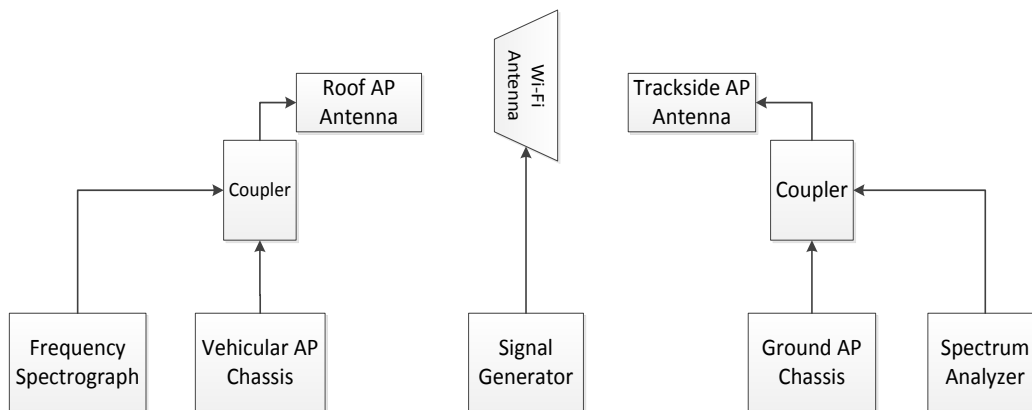 Roof AP
Antenna
Wi-Fi
Antenna
Trackside AP
Antenna
Coupler
Coupler
Frequency
Spectrograph
Vehicular AP
Chassis
Signal
Generator
Ground AP
Chassis
Spectrum
Analyzer